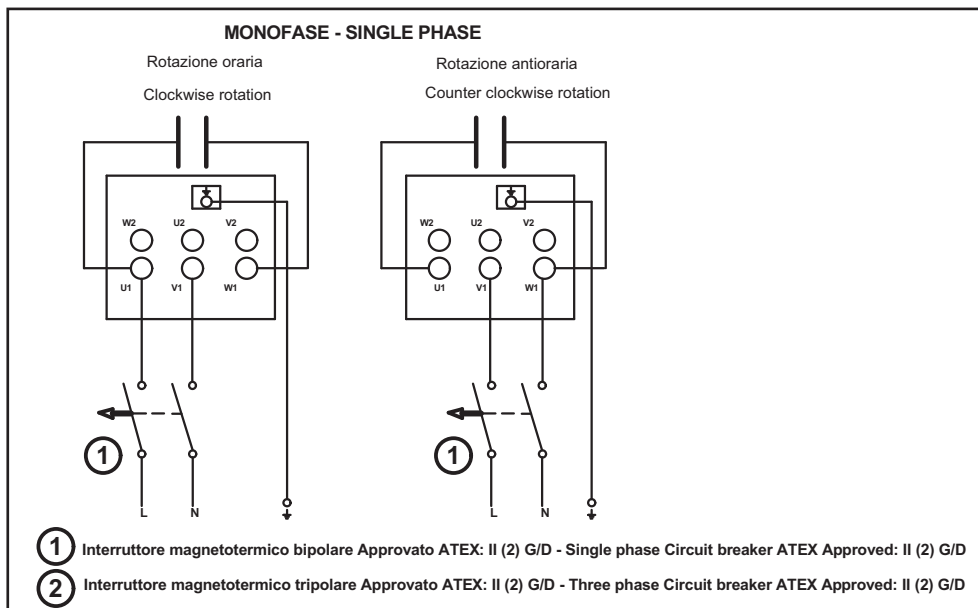 MONOFASE - SINGLE PHASE
Rotazione oraria
Clockwise rotation
Rotazione antioraria
Counter clockwise rotation
W2 U2 V2
U1 V1 W1
W2 U2 V2
U1 V1 W1
1
1
L N
L N
1 Interruttore magnetotermico bipolare Approvato ATEX: II (2) G/D - Single phase Circuit breaker ATEX Approved: II (2) G/D
2 Interruttore magnetotermico tripolare Approvato ATEX: II (2) G/D - Three phase Circuit breaker ATEX Approved: II (2) G/D